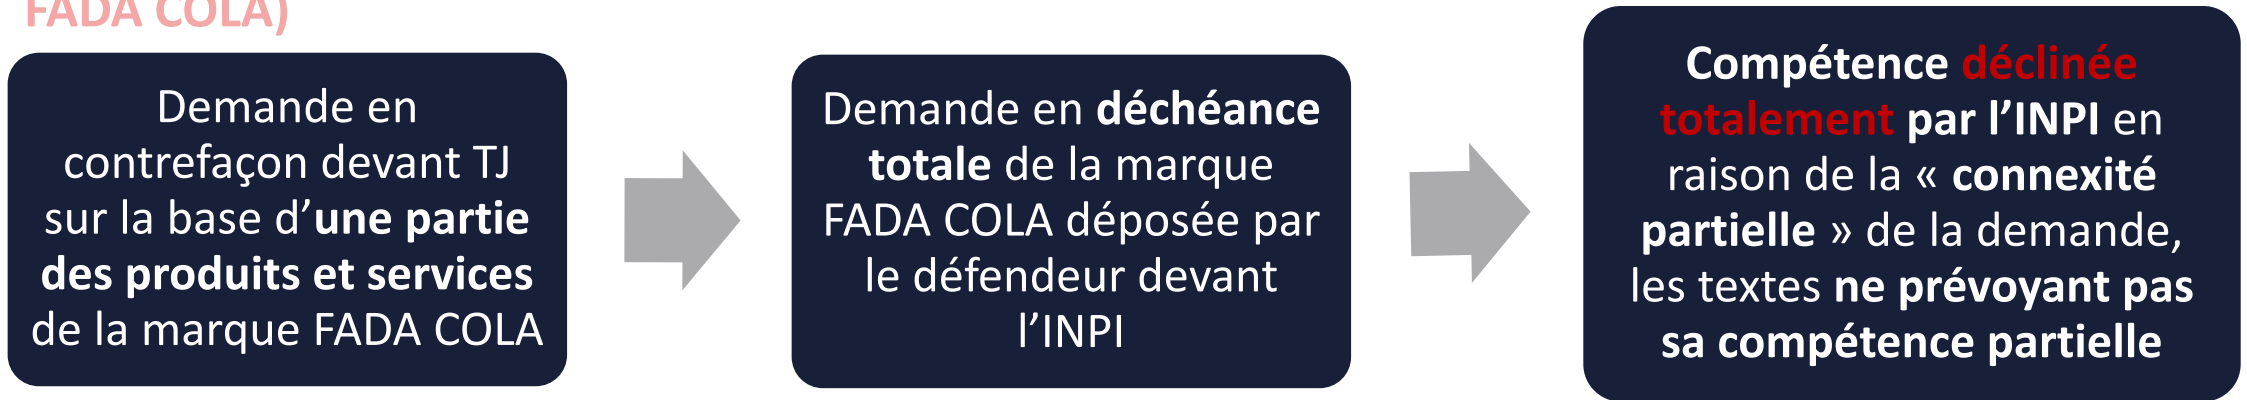 FADA COLA)
Demande en
contrefaçon devant TJ
sur la base d’une partie
des produits et services
de la marque FADA COLA
Demande en déchéance
totale de la marque
FADA COLA déposée par
le défendeur devant
l’INPI
Compétence déclinée
totalement par l’INPI en
raison de la « connexité
partielle » de la demande,
les textes ne prévoyant pas
sa compétence partielle